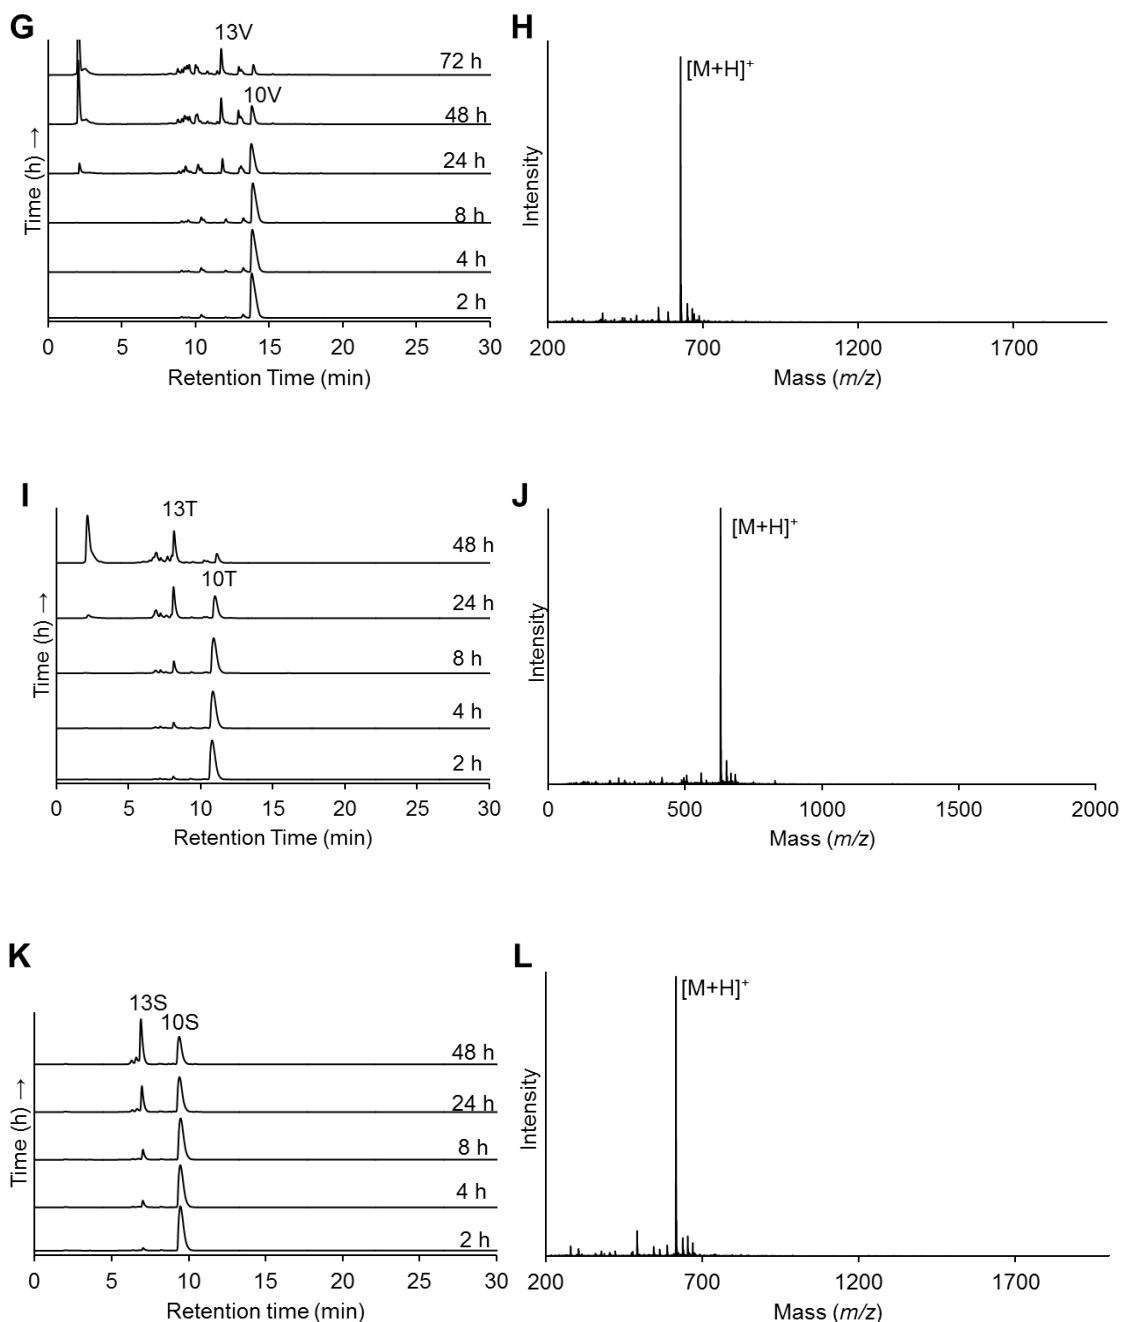 G
13V
72 h
10V
48 h
24 h
8 h
4 h
2 h
Time (h) →
0 5 10 15 20 25 30
Retention Time (min)
H
[M+H]⁺
Intensity
200 700 1200 1700
Mass (m/z)
I
13T
48 h
10T
24 h
8 h
4 h
2 h
Time (h) →
0 5 10 15 20 25 30
Retention Time (min)
J
[M+H]⁺
Intensity
0 500 1000 1500 2000
Mass (m/z)
K
13S
10S
48 h
24 h
8 h
4 h
2 h
Time (h) →
0 5 10 15 20 25 30
Retention time (min)
L
[M+H]⁺
Intensity
200 700 1200 1700
Mass (m/z)